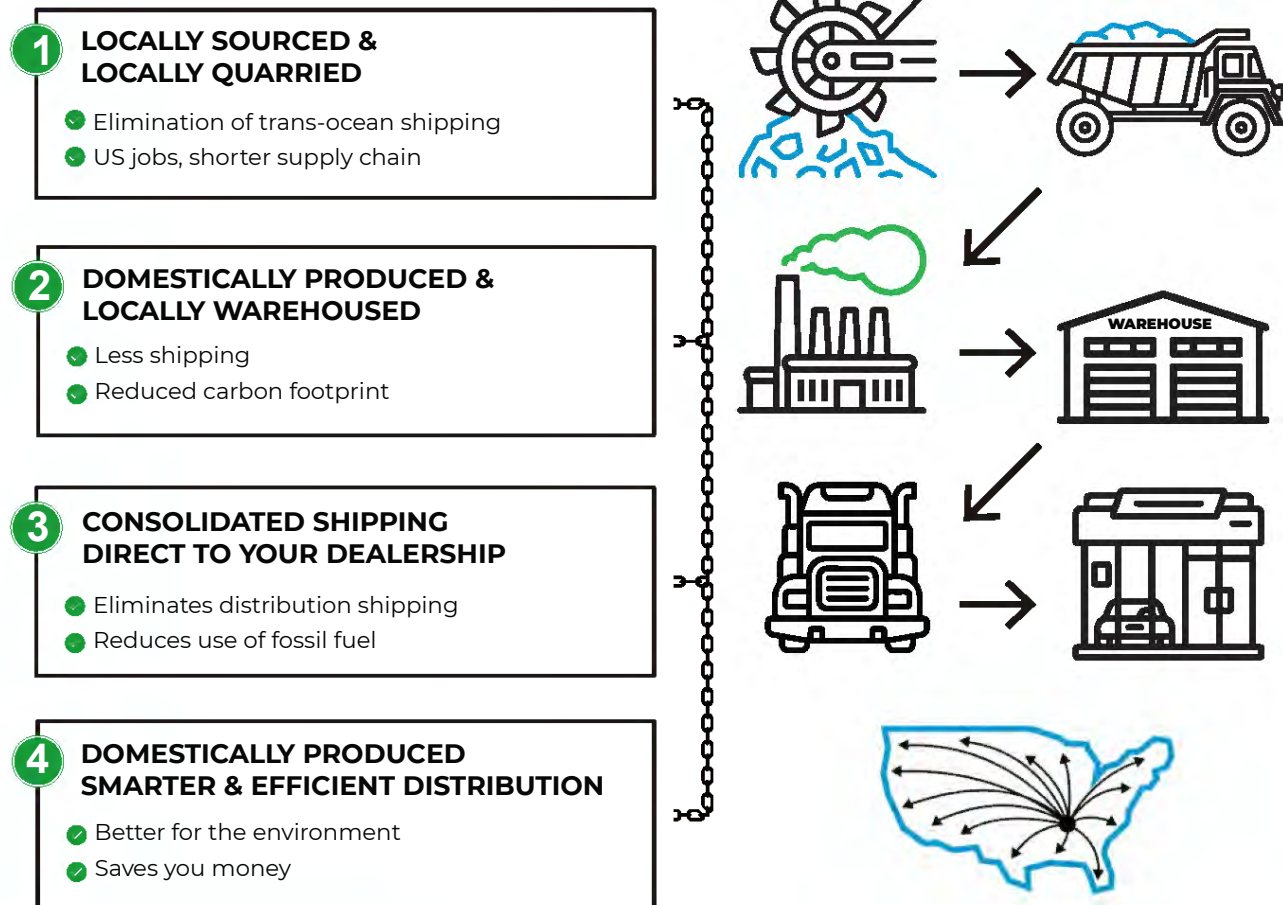 1
LOCALLY SOURCED &
LOCALLY QUARRIED
Elimination of trans-ocean shipping
US jobs, shorter supply chain
2
DOMESTICALLY PRODUCED &
LOCALLY WAREHOUSED
Less shipping
Reduced carbon footprint
WAREHOUSE
3
CONSOLIDATED SHIPPING
DIRECT TO YOUR DEALERSHIP
Eliminates distribution shipping
Reduces use of fossil fuel
4
DOMESTICALLY PRODUCED
SMARTER & EFFICIENT DISTRIBUTION
Better for the environment
Saves you money